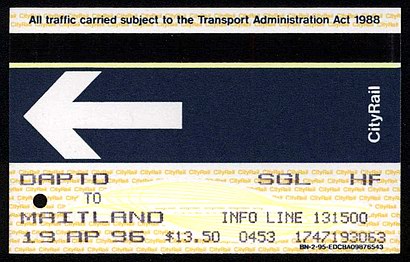 All traffic carried subject to the Transport Administration Act 1988
CityRail
DAPTO SGL HF
TO
MAITLAND INFO LINE 131500
19 AP 96 $13.50 0453 1747193063
BN-2-95-EDCBA09876543